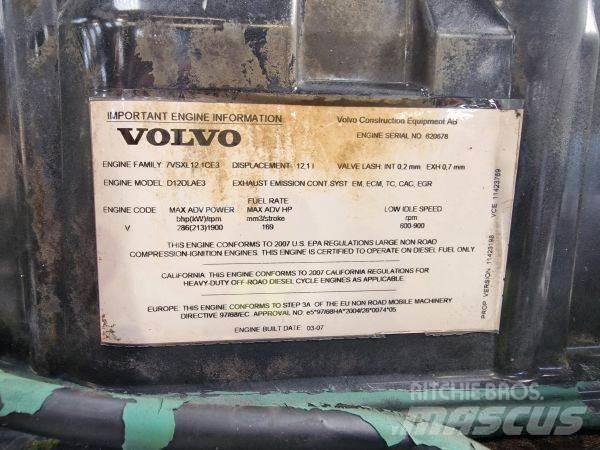 IMPORTANT ENGINE INFORMATION Volvo Construction Equipment AB
VOLVO ENGINE SERIAL NO: 620678
ENGINE FAMILY: 7VSXL12.1CE3 DISPLACEMENT: 12,1 l VALVE LASH: INT 0,2 mm EXH 0,7 mm
ENGINE MODEL: D12DLAE3 EXHAUST EMISSION CONT SYST EM, ECM, TC, CAC, EGR
FUEL RATE
ENGINE CODE MAX ADV POWER MAX ADV HP LOW IDLE SPEED
bhp(kW)/rpm mm3/stroke rpm
V 286(213)1900 169 600-900
THIS ENGINE CONFORMS TO 2007 U.S. EPA REGULATIONS LARGE NON ROAD
COMPRESSION-IGNITION ENGINES. THIS ENGINE IS CERTIFIED TO OPERATE ON DIESEL FUEL ONLY
CALIFORNIA: THIS ENGINE CONFORMS TO 2007 CALIFORNIA REGULATIONS FOR
HEAVY-DUTY OFF-ROAD DIESEL CYCLE ENGINES AS APPLICABLE.
EUROPE: THIS ENGINE CONFORMS TO STEP 3A OF THE EU NON ROAD MOBILE MACHINERY
DIRECTIVE 97/68/EC APPROVAL NO: e5*97/68HA*2004/26*0074*05
ENGINE BUILT DATE: 03-07
PROP VERSION 11423198 VCE 11423769
RITCHIE BROS.
mascus